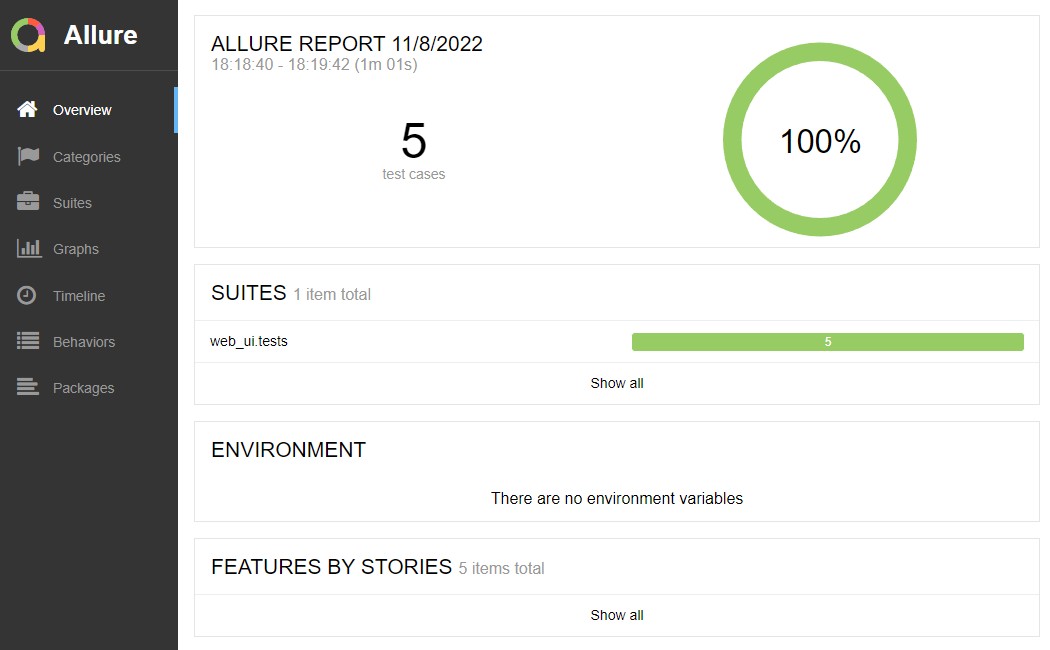 Allure
Overview
Categories
Suites
Graphs
Timeline
Behaviors
Packages
ALLURE REPORT 11/8/2022
18:18:40 - 18:19:42 (1m 01s)
5
test cases
100%
SUITES 1 item total
web_ui.tests 5
Show all
ENVIRONMENT
There are no environment variables
FEATURES BY STORIES 5 items total
Show all